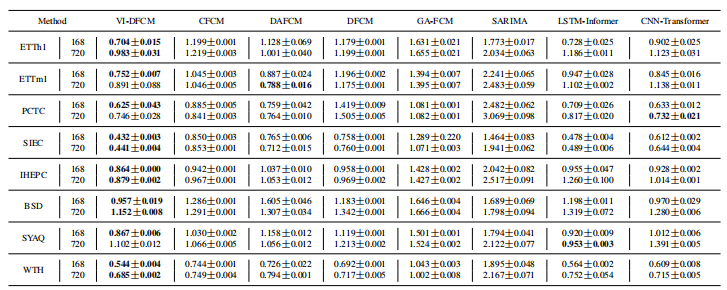 Method VI-DFCM CFCM DAFCM DFCM GA-FCM SARIMA LSTM-Informer CNN-Transformer
ETTh1 168 0.704±0.015 1.199±0.001 1.128±0.069 1.179±0.001 1.631±0.021 1.773±0.017 0.728±0.025 0.902±0.025
720 0.983±0.031 1.219±0.003 1.001±0.040 1.199±0.001 1.655±0.021 2.034±0.063 1.186±0.011 1.123±0.031
ETTm1 168 0.752±0.007 1.045±0.003 0.887±0.024 1.196±0.002 1.394±0.007 2.241±0.065 0.947±0.028 0.845±0.016
720 0.891±0.088 1.046±0.005 0.788±0.016 1.175±0.001 1.395±0.007 2.483±0.059 1.102±0.002 1.138±0.011
PCTC 168 0.625±0.043 0.885±0.005 0.759±0.042 1.419±0.009 1.081±0.001 2.482±0.062 0.709±0.026 0.633±0.012
720 0.746±0.028 0.841±0.003 0.764±0.010 1.505±0.005 1.082±0.001 3.069±0.098 0.817±0.020 0.732±0.021
SIEC 168 0.432±0.003 0.850±0.003 0.765±0.006 0.758±0.001 1.289±0.220 1.464±0.083 0.478±0.004 0.612±0.002
720 0.441±0.004 0.853±0.001 0.712±0.015 0.760±0.001 1.071±0.003 1.941±0.062 0.489±0.006 0.644±0.004
IHEPC 168 0.864±0.000 0.942±0.001 1.037±0.010 0.958±0.001 1.428±0.002 2.042±0.082 0.955±0.047 0.928±0.002
720 0.879±0.002 0.967±0.001 1.053±0.012 0.969±0.002 1.427±0.002 2.517±0.091 1.260±0.100 1.014±0.001
BSD 168 0.957±0.019 1.286±0.001 1.605±0.046 1.183±0.001 1.646±0.004 1.689±0.069 1.198±0.011 0.970±0.029
720 1.152±0.008 1.291±0.001 1.307±0.034 1.342±0.001 1.666±0.004 1.798±0.094 1.319±0.072 1.280±0.006
SYAQ 168 0.867±0.006 1.030±0.002 1.158±0.012 1.119±0.001 1.501±0.001 1.794±0.041 0.920±0.009 1.012±0.006
720 1.102±0.012 1.066±0.005 1.056±0.012 1.213±0.002 1.524±0.002 2.122±0.077 0.953±0.003 1.391±0.005
WTH 168 0.544±0.004 0.744±0.001 0.726±0.022 0.692±0.001 1.043±0.003 1.895±0.048 0.564±0.002 0.609±0.008
720 0.685±0.002 0.749±0.004 0.794±0.001 0.717±0.005 1.002±0.008 2.167±0.071 0.752±0.054 0.715±0.005